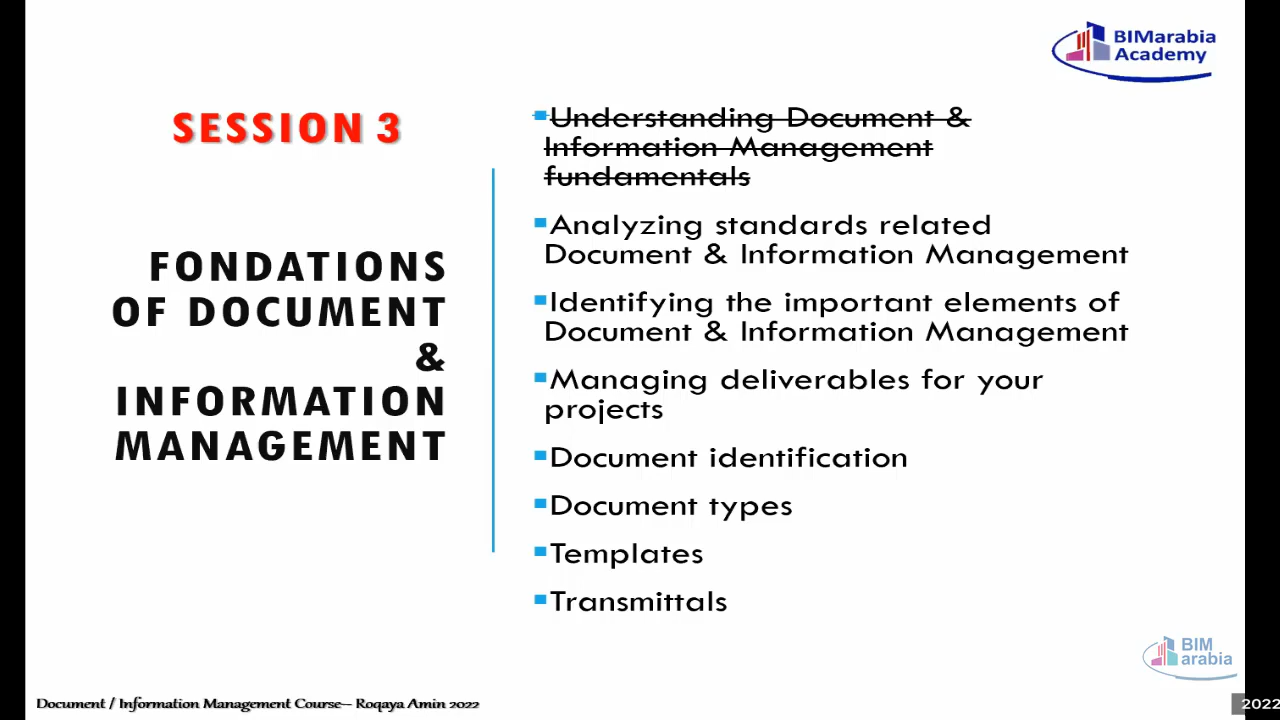 BIMarabia
Academy
SESSION 3
FONDATIONS
OF DOCUMENT
&
INFORMATION
MANAGEMENT
Understanding Document &
Information Management
fundamentals
Analyzing standards related
Document & Information Management
Identifying the important elements of
Document & Information Management
Managing deliverables for your
projects
Document identification
Document types
Templates
Transmittals
BIM
arabia
Document / Information Management Course-- Roqaya Amin 2022
2022